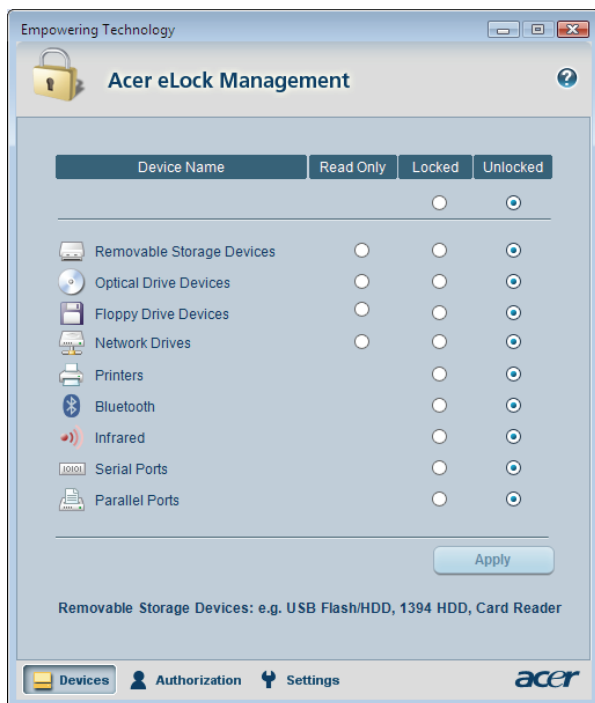 Empowering Technology
Acer eLock Management
Device Name Read Only Locked Unlocked
Removable Storage Devices
Optical Drive Devices
Floppy Drive Devices
Network Drives
Printers
Bluetooth
Infrared
10101 Serial Ports
Parallel Ports
Apply
Removable Storage Devices: e.g. USB Flash/HDD, 1394 HDD, Card Reader
Devices Authorization Settings acer